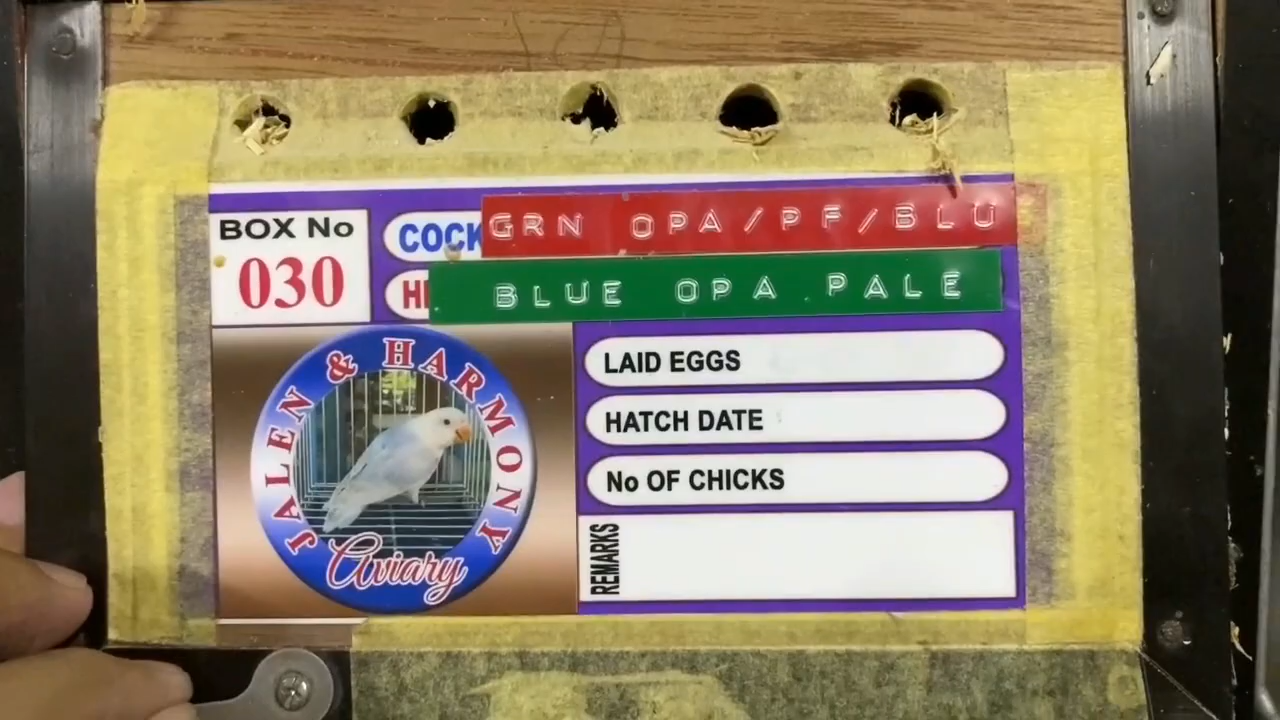 BOX No
030
COCK
GRN OPA/PF/BLU
BLUE OPA PALE
JALEN & HARMONY
Aviary
LAID EGGS
HATCH DATE
No OF CHICKS
REMARKS